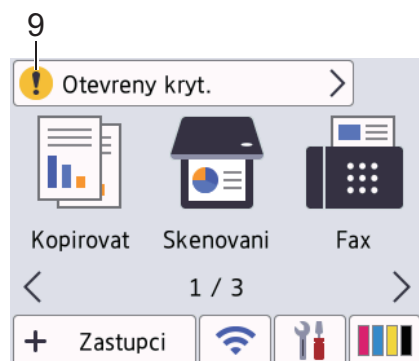 9
! Otevreny kryt.
Kopirovat Skenovani Fax
1 / 3
+ Zastupci